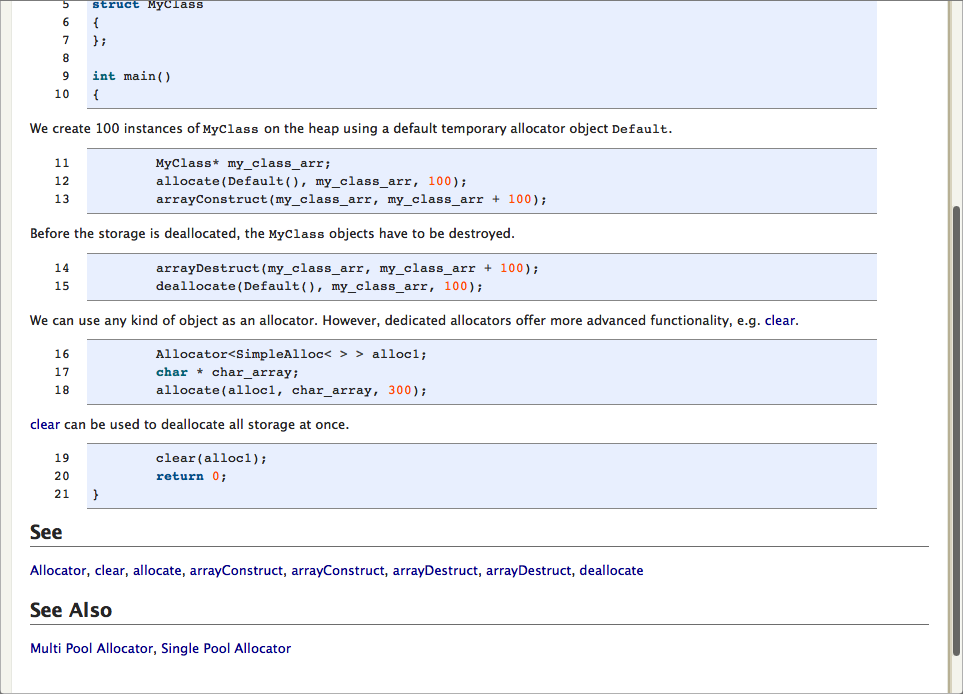 5 struct MyClass
6 {
7 };
8
9 int main()
10 {
We create 100 instances of MyClass on the heap using a default temporary allocator object Default.
11 MyClass* my_class_arr;
12 allocate(Default(), my_class_arr, 100);
13 arrayConstruct(my_class_arr, my_class_arr + 100);
Before the storage is deallocated, the MyClass objects have to be destroyed.
14 arrayDestruct(my_class_arr, my_class_arr + 100);
15 deallocate(Default(), my_class_arr, 100);
We can use any kind of object as an allocator. However, dedicated allocators offer more advanced functionality, e.g. clear.
16 Allocator<SimpleAlloc< > > alloc1;
17 char * char_array;
18 allocate(alloc1, char_array, 300);
clear can be used to deallocate all storage at once.
19 clear(alloc1);
20 return 0;
21 }
See
Allocator, clear, allocate, arrayConstruct, arrayConstruct, arrayDestruct, arrayDestruct, deallocate
See Also
Multi Pool Allocator, Single Pool Allocator